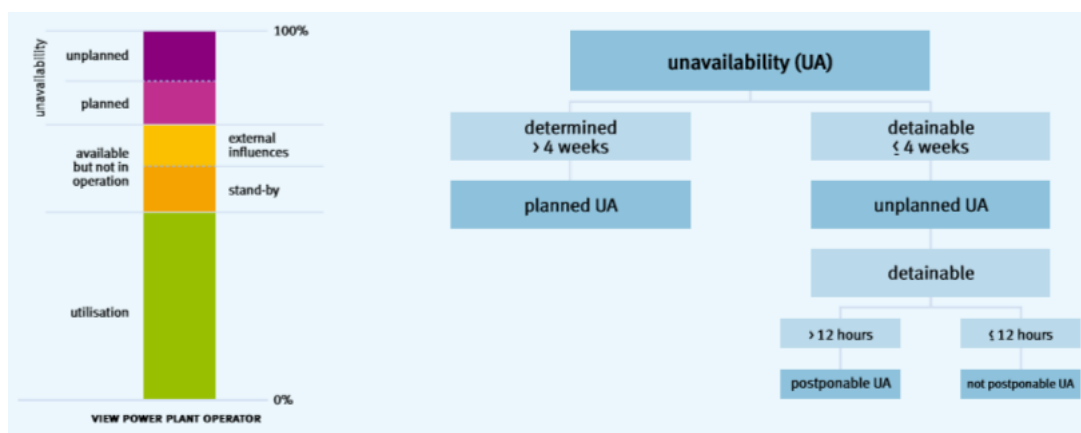 100%
unavailability
unplanned
planned
available
but not in
operation
external
influences
stand-by
utilisation
0%
VIEW POWER PLANT OPERATOR
unavailability (UA)
determined
> 4 weeks
detainable
≤ 4 weeks
planned UA
unplanned UA
detainable
> 12 hours
≤ 12 hours
postponable UA
not postponable UA